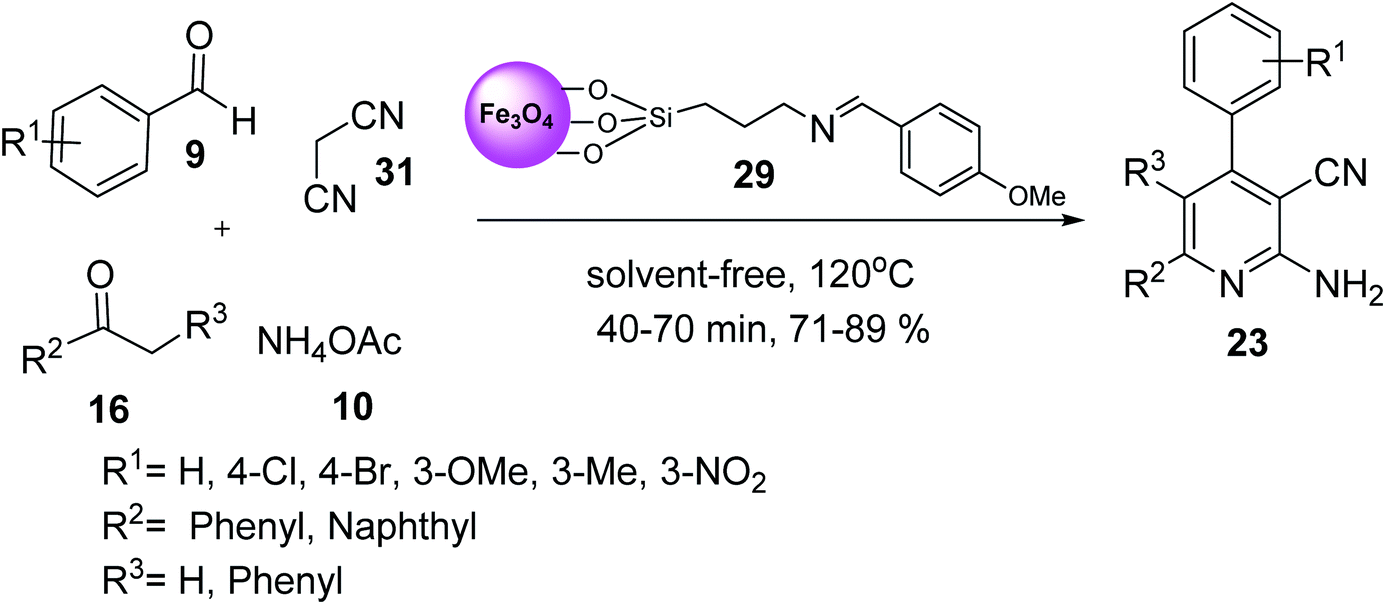 O
H
R¹
9
CN
CN
31
+
O
R³
R²
16
NH₄OAc
10
Fe₃O₄
O
O
O
Si
N
29
OMe
solvent-free, 120°C
40-70 min, 71-89 %
R¹
R³
CN
R²
N
NH₂
23
R¹= H, 4-Cl, 4-Br, 3-OMe, 3-Me, 3-NO₂
R²= Phenyl, Naphthyl
R³= H, Phenyl